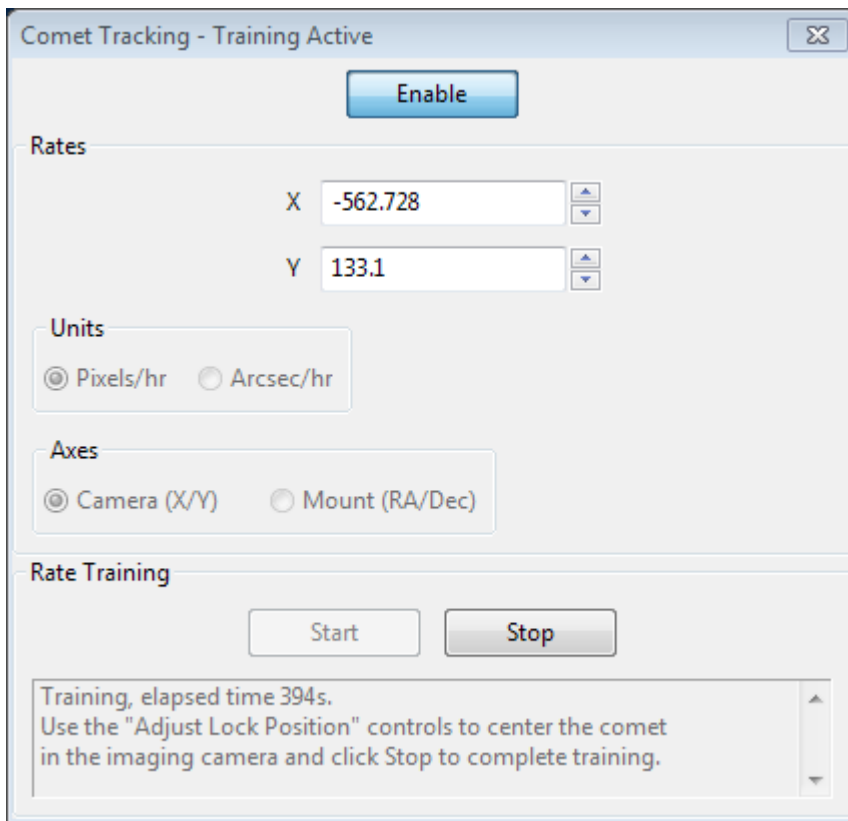 Comet Tracking - Training Active
Enable
Rates
X -562.728
Y 133.1
Units
Pixels/hr Arcsec/hr
Axes
Camera (X/Y) Mount (RA/Dec)
Rate Training
Start Stop
Training, elapsed time 394s.
Use the "Adjust Lock Position" controls to center the comet
in the imaging camera and click Stop to complete training.